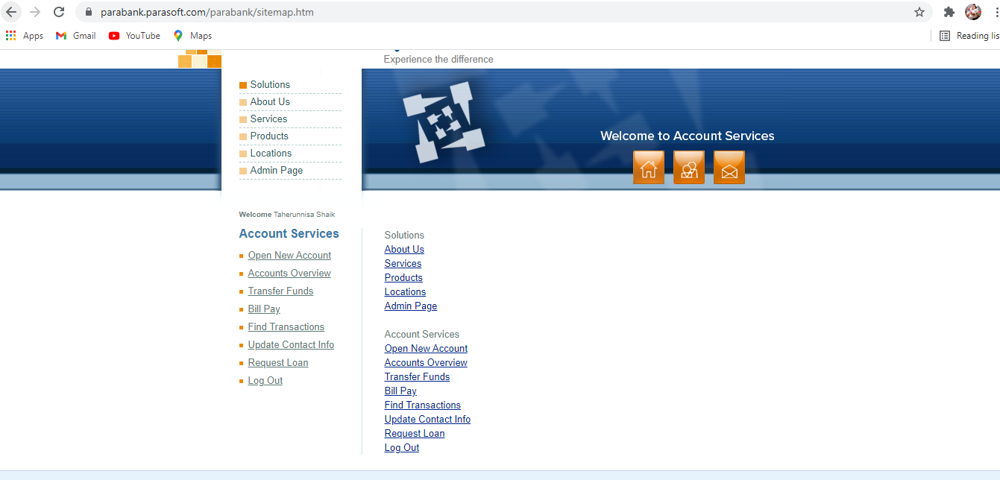 parabank.parasoft.com/parabank/sitemap.htm
Apps Gmail YouTube Maps Reading lis
Experience the difference
Solutions
About Us
Services
Products
Locations
Admin Page
Welcome to Account Services
Welcome Taherunnisa Shaik
Account Services
Open New Account
Accounts Overview
Transfer Funds
Bill Pay
Find Transactions
Update Contact Info
Request Loan
Log Out
Solutions
About Us
Services
Products
Locations
Admin Page
Account Services
Open New Account
Accounts Overview
Transfer Funds
Bill Pay
Find Transactions
Update Contact Info
Request Loan
Log Out